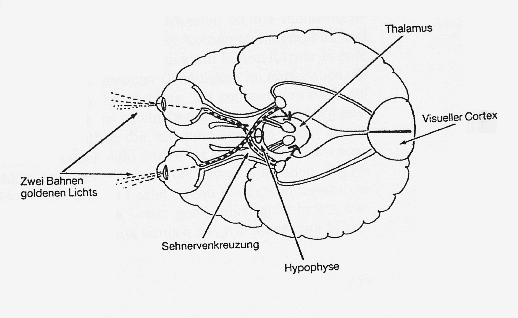 Thalamus
Visueller Cortex
Zwei Bahnen
goldenen Lichts
Sehnervenkreuzung
Hypophyse